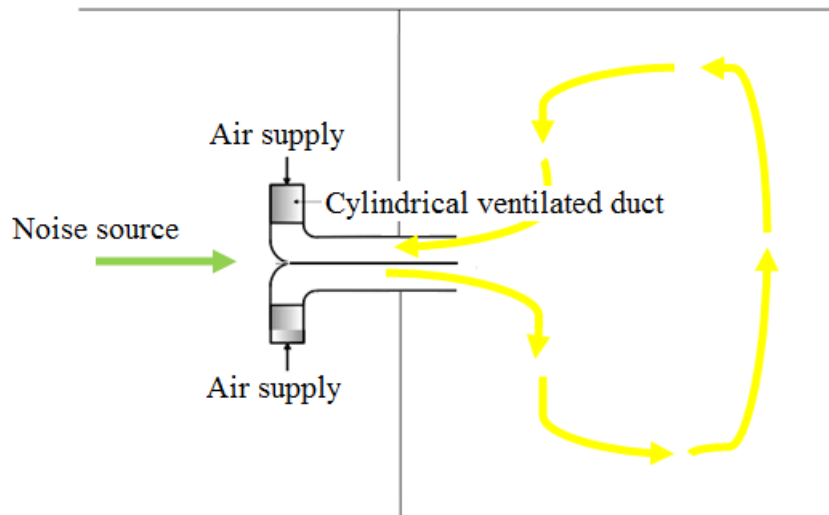 Air supply
Cylindrical ventilated duct
Noise source
Air supply